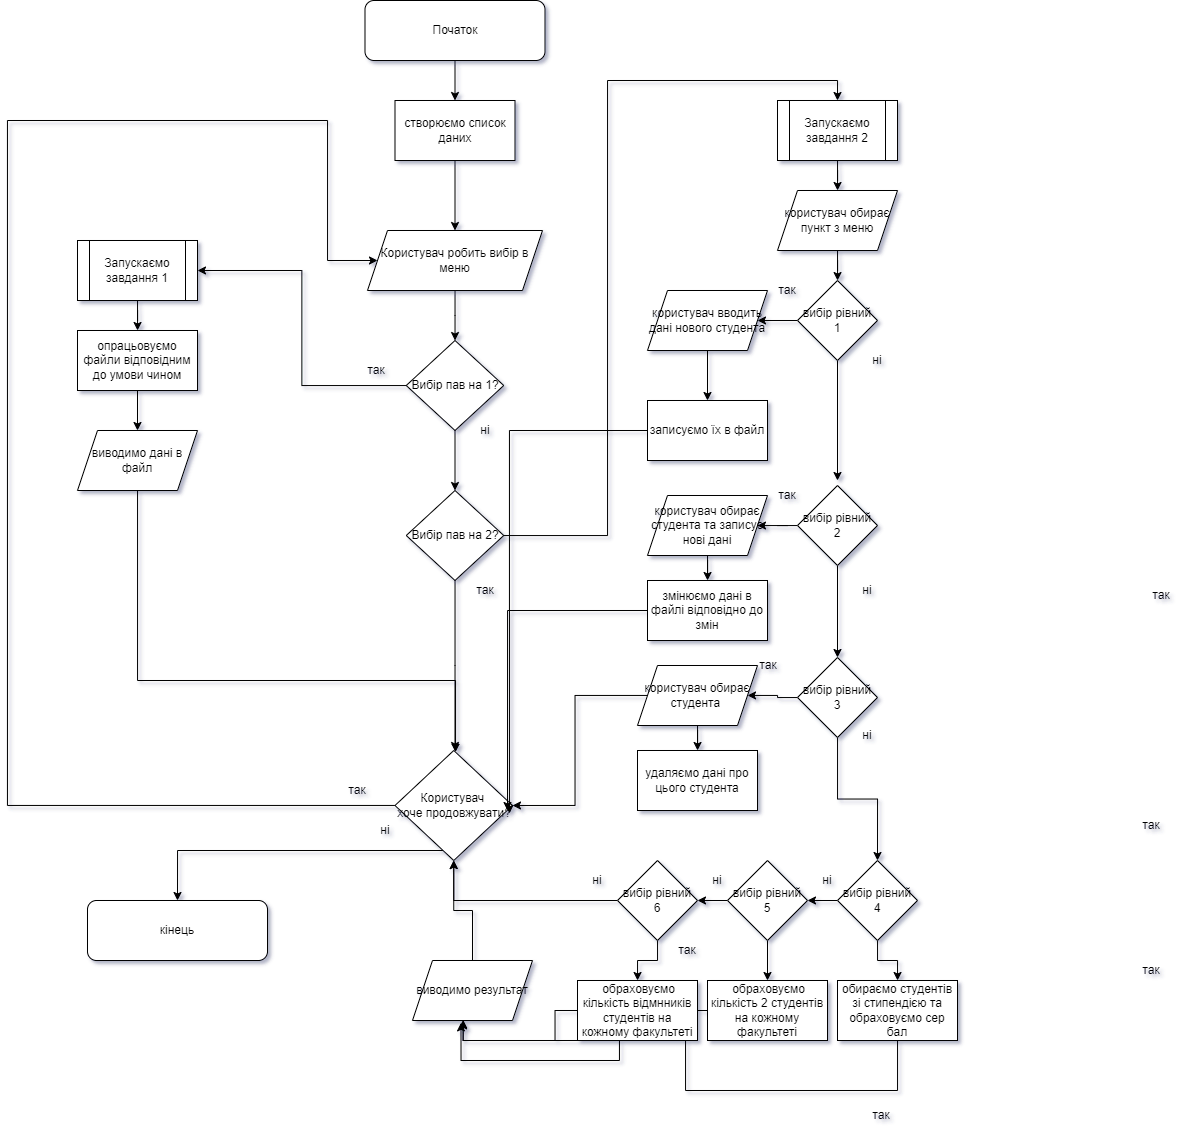 Початок
створюємо список
даних
Запускаємо
завдання 2
користувач обирає
пункт з меню
Користувач робить вибір в
меню
Запускаємо
завдання 1
так
користувач вводить
дані нового студента
вибір рівний
1
ні
опрацьовуємо
файли відповідним
до умови чином
так
Вибір пав на 1?
ні
записуємо їх в файл
виводимо дані в
файл
так
користувач обирає
студента та записує
нові дані
вибір рівний
2
Вибір пав на 2?
так
ні
так
змінюємо дані в
файлі відповідно до
змін
так
користувач обирає
студента
вибір рівний
3
ні
удаляємо дані про
цього студента
так
Користувач
хоче продовжувати?
ні
так
ні
ні
ні
вибір рівний
6
вибір рівний
5
вибір рівний
4
кінець
так
так
виводимо результат
обраховуємо
кількість відмнників
студентів на
кожному факультеті
обраховуємо
кількість 2 студентів
на кожному
факультеті
обираємо студентів
зі стипендією та
обраховуємо сер
бал
так